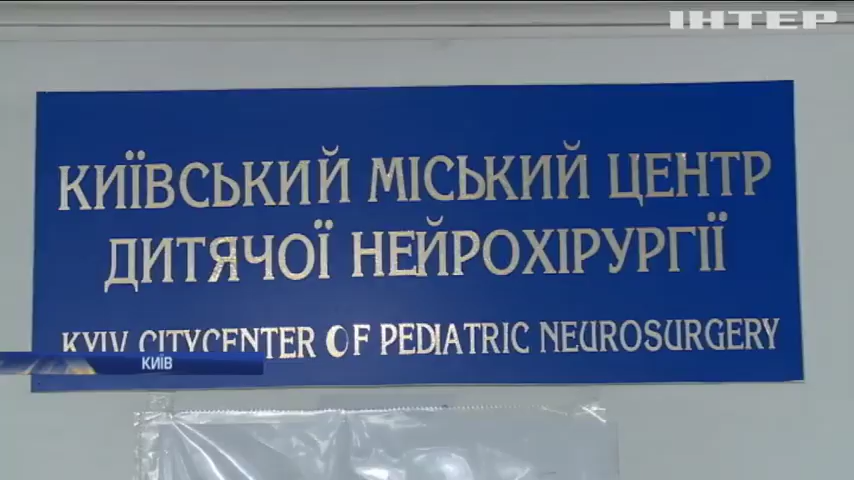 ІНТЕР
КИЇВСЬКИЙ МІСЬКИЙ ЦЕНТР
ДИТЯЧОЇ НЕЙРОХІРУРГІЇ
KYIV CITYCENTER OF PEDIATRIC NEUROSURGERY
КИЇВ